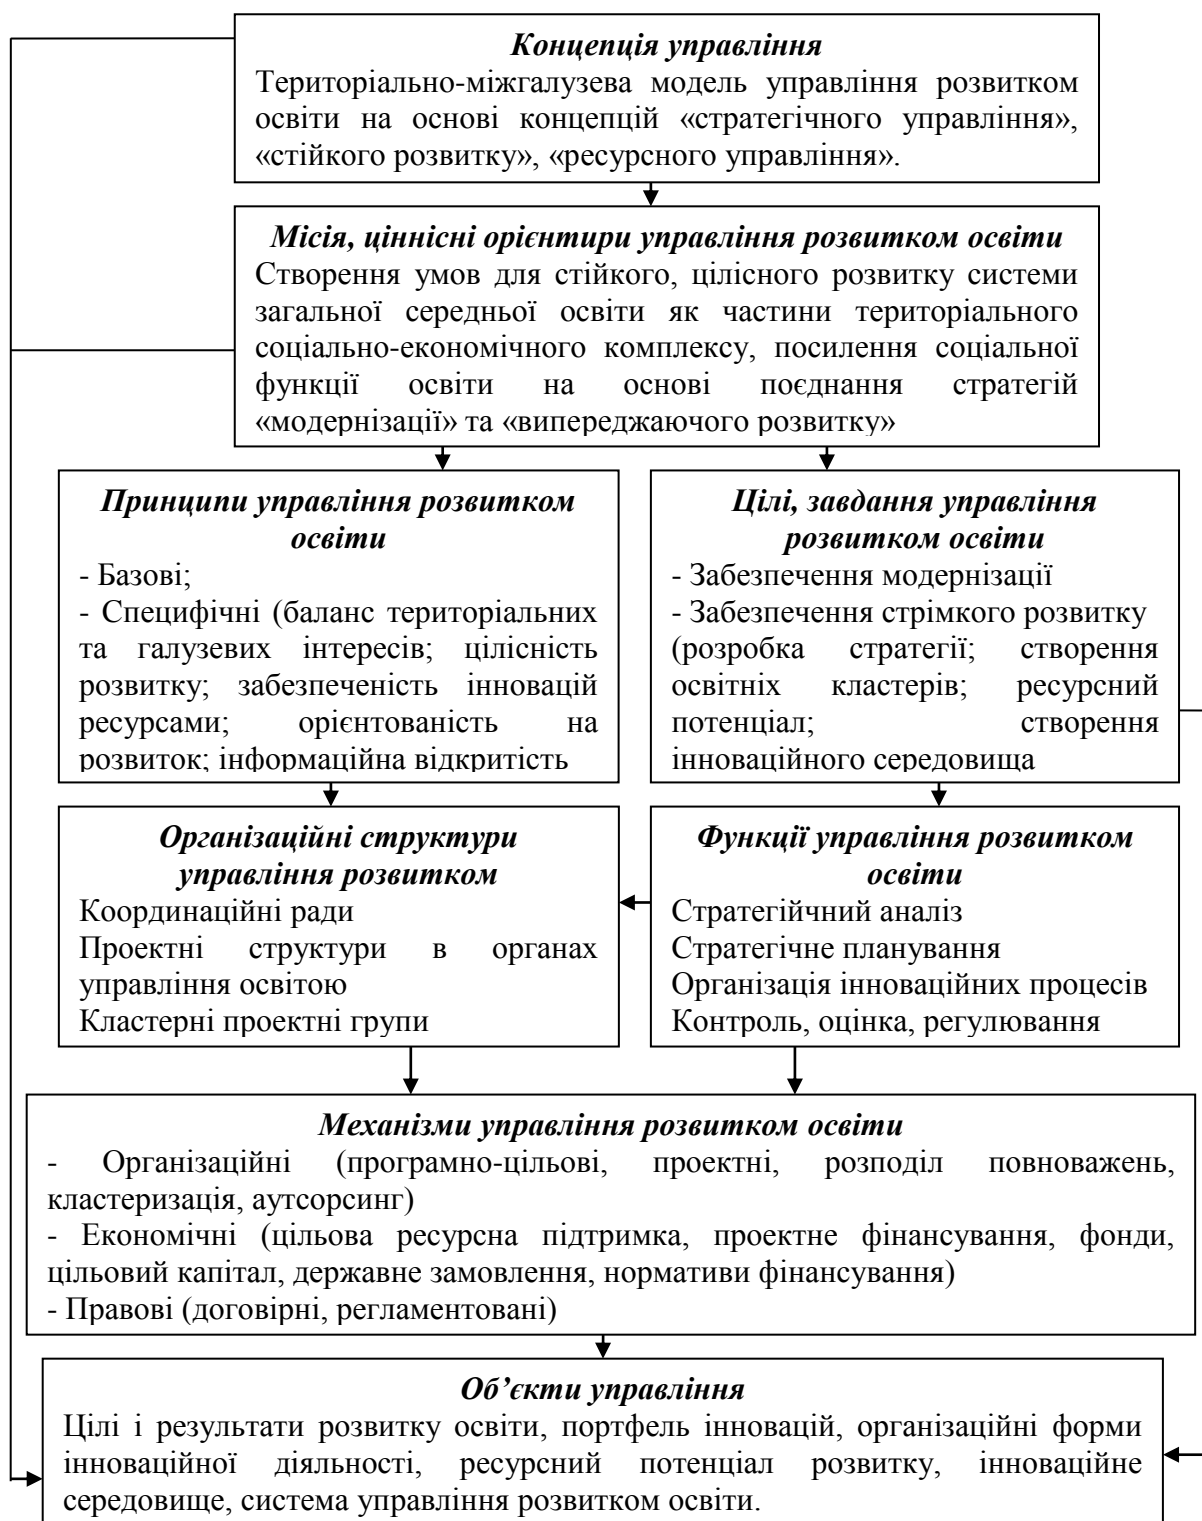 Концепція управління
Територіально-міжгалузева модель управління розвитком
освіти на основі концепцій «стратегічного управління»,
«стійкого розвитку», «ресурсного управління».
Місія, ціннісні орієнтири управління розвитком освіти
Створення умов для стійкого, цілісного розвитку системи
загальної середньої освіти як частини територіального
соціально-економічного комплексу, посилення соціальної
функції освіти на основі поєднання стратегій
«модернізації» та «випереджаючого розвитку»
Принципи управління розвитком
освіти
- Базові;
- Специфічні (баланс територіальних
та галузевих інтересів; цілісність
розвитку; забезпеченість інновацій
ресурсами; орієнтованість на
розвиток; інформаційна відкритість
Цілі, завдання управління
розвитком освіти
- Забезпечення модернізації
- Забезпечення стрімкого розвитку
(розробка стратегії; створення
освітніх кластерів; ресурсний
потенціал; створення
інноваційного середовища
Організаційні структури
управління розвитком
Координаційні ради
Проектні структури в органах
управління освітою
Кластерні проектні групи
Функції управління розвитком
освіти
Стратегійчний аналіз
Стратегічне планування
Організація інноваційних процесів
Контроль, оцінка, регулювання
Механізми управління розвитком освіти
- Організаційні (програмно-цільові, проектні, розподіл повноважень,
кластеризація, аутсорсинг)
- Економічні (цільова ресурсна підтримка, проектне фінансування, фонди,
цільовий капітал, державне замовлення, нормативи фінансування)
- Правові (договірні, регламентовані)
Об’єкти управління
Цілі і результати розвитку освіти, портфель інновацій, організаційні форми
інноваційної діяльності, ресурсний потенціал розвитку, інноваційне
середовище, система управління розвитком освіти.